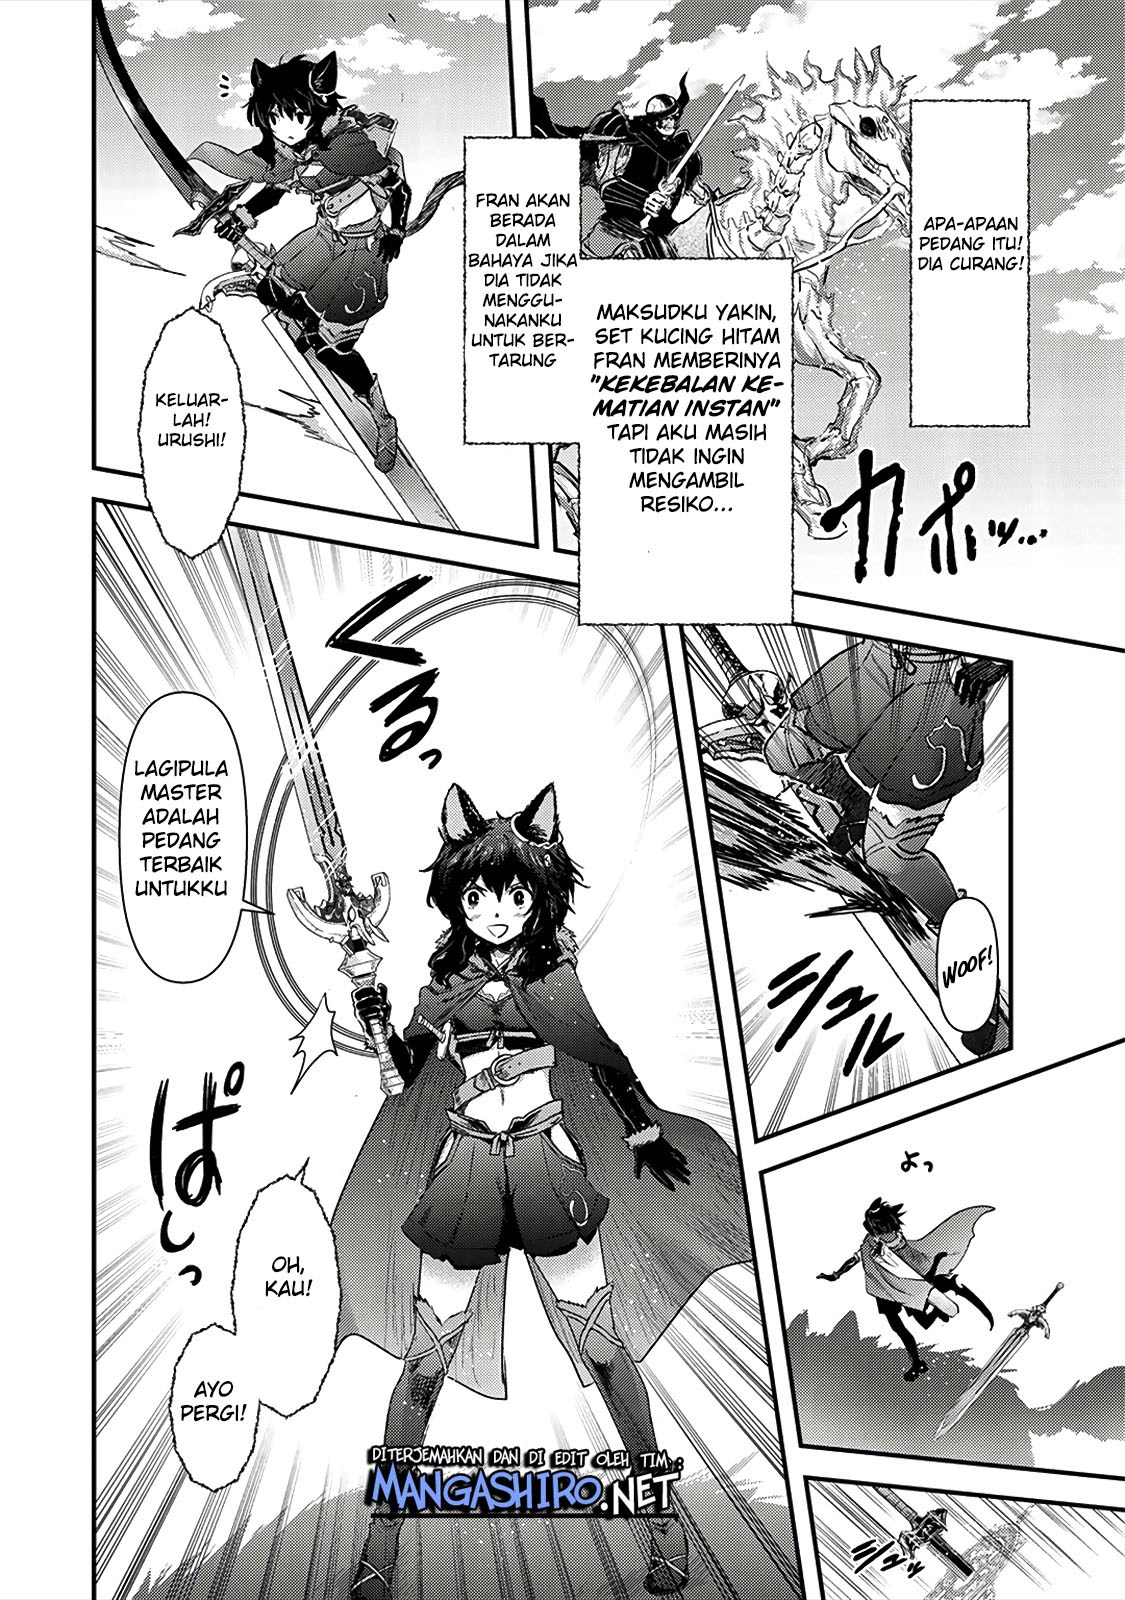 APA-APAAN
PEDANG ITU!
DIA CURANG!
MAKSUDKU YAKIN,
SET KUCING HITAM
FRAN MEMBERINYA
"KEKEBALAN KE-
MATIAN INSTAN"
TAPI AKU MASIH
TIDAK INGIN
MENGAMBIL
RESIKO...
カポッ...
FRAN AKAN
BERADA
DALAM
BAHAYA JIKA
DIA TIDAK
MENGGU-
NAKANKU
UNTUK BER-
TARUNG
KELUAR-
LAH!
URUSHI!
WOOF!
シュル
よっ
シュル
くるっ
LAGIPULA
MASTER
ADALAH
PEDANG
TERBAIK
UNTUKKU
ぱしっ
OH,
KAU!
AYO
PERGI!
DITERJEMAHKAN DAN DI EDIT OLEH TIM :
MANGASHIRO.NET